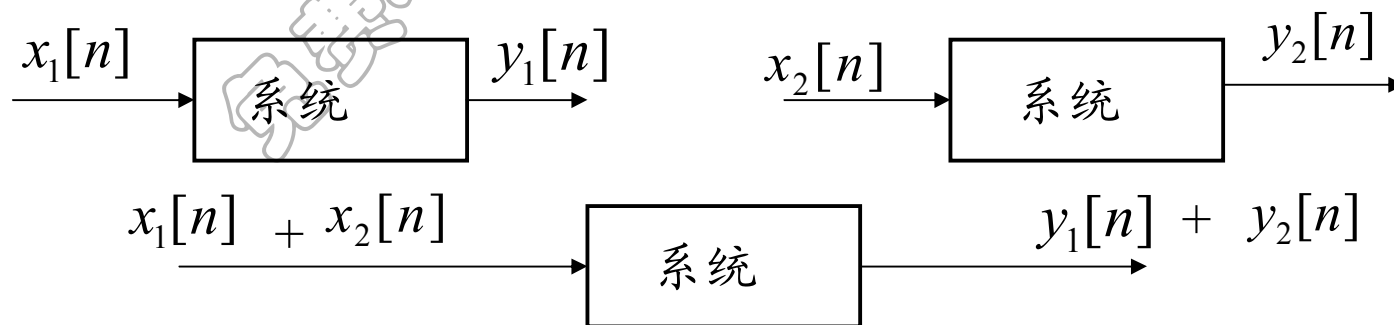 x₁[n] 系统 y₁[n] x₂[n] 系统 y₂[n]
x₁[n] + x₂[n] 系统 y₁[n] + y₂[n]